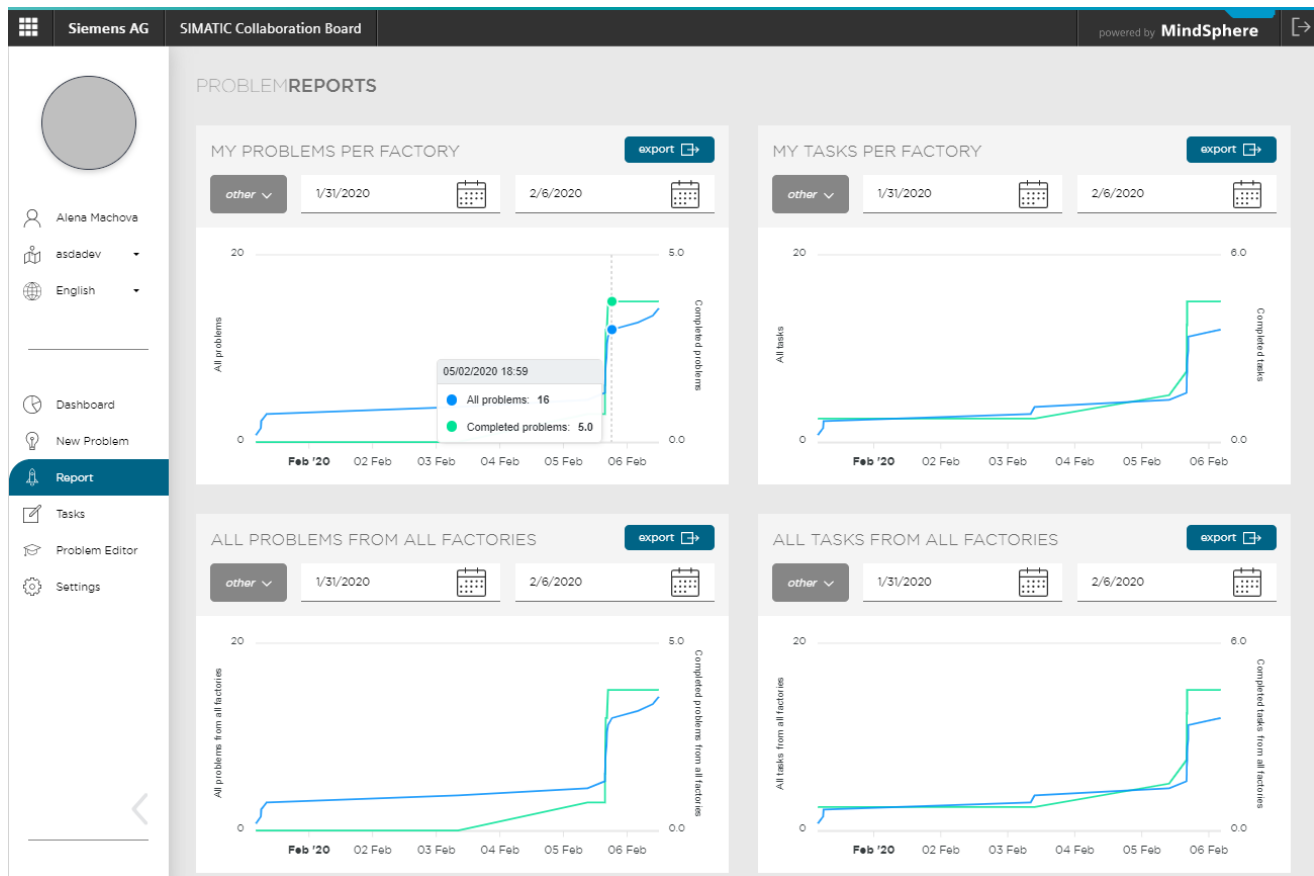 Siemens AG
SIMATIC Collaboration Board
powered by MindSphere
Alena Machova
asdadev
English
Dashboard
New Problem
Report
Tasks
Problem Editor
Settings
PROBLEMREPORTS
MY PROBLEMS PER FACTORY
export
other
1/31/2020
2/6/2020
20
5.0
All problems
Completed problems
05/02/2020 18:59
All problems: 16
Completed problems: 5.0
0
0.0
Feb '20 02 Feb 03 Feb 04 Feb 05 Feb 06 Feb
MY TASKS PER FACTORY
export
other
1/31/2020
2/6/2020
20
6.0
All tasks
Completed tasks
0
0.0
Feb '20 02 Feb 03 Feb 04 Feb 05 Feb 06 Feb
ALL PROBLEMS FROM ALL FACTORIES
export
other
1/31/2020
2/6/2020
20
5.0
All problems from all factories
Completed problems from all factories
0
0.0
Feb '20 02 Feb 03 Feb 04 Feb 05 Feb 06 Feb
ALL TASKS FROM ALL FACTORIES
export
other
1/31/2020
2/6/2020
20
6.0
All tasks from all factories
Completed tasks from all factories
0
0.0
Feb '20 02 Feb 03 Feb 04 Feb 05 Feb 06 Feb